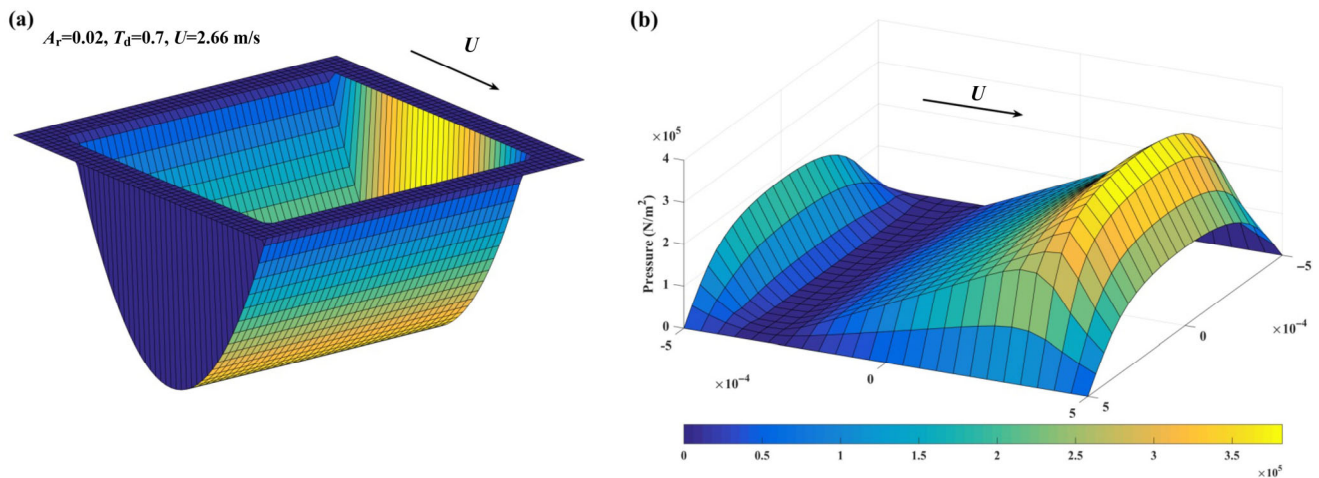 (a)
A_r=0.02, T_d=0.7, U=2.66 m/s
U
(b)
U
×10^5
4
3
2
1
0
Pressure (N/m^2)
-5
×10^-4
0
5
5
0
×10^-4
-5
0 0.5 1 1.5 2 2.5 3 3.5
×10^5